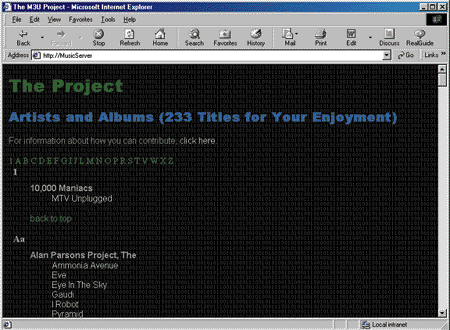 The M3U Project - Microsoft Internet Explorer
File Edit View Favorites Tools Help
Back Forward Stop Refresh Home Search Favorites History Mail Print Edit Discuss RealGuide
Address http://MusicServer Go Links »
The Project
Artists and Albums (233 Titles for Your Enjoyment)
For information about how you can contribute, click here.
1 A B C D E F G I J L M N O P R S T V W X Z
1
10,000 Maniacs
MTV Unplugged
back to top
Aa
Alan Parsons Project, The
Ammonia Avenue
Eve
Eye In The Sky
Gaudi
I Robot
Pyramid
Local intranet